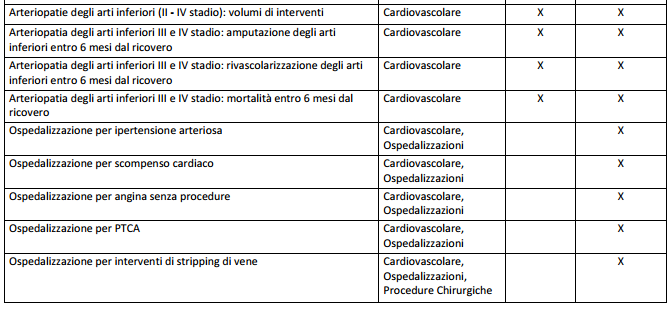 Arteriopatie degli arti inferiori (II - IV stadio): volumi di interventi Cardiovascolare X X
Arteriopatia degli arti inferiori III e IV stadio: amputazione degli arti Cardiovascolare X X
inferiori entro 6 mesi dal ricovero
Arteriopatia degli arti inferiori III e IV stadio: rivascolarizzazione degli arti Cardiovascolare X X
inferiori entro 6 mesi dal ricovero
Arteriopatia degli arti inferiori III e IV stadio: mortalità entro 6 mesi dal Cardiovascolare X X
ricovero
Ospedalizzazione per ipertensione arteriosa Cardiovascolare, X
Ospedalizzazioni
Ospedalizzazione per scompenso cardiaco Cardiovascolare, X
Ospedalizzazioni
Ospedalizzazione per angina senza procedure Cardiovascolare, X
Ospedalizzazioni
Ospedalizzazione per PTCA Cardiovascolare, X
Ospedalizzazioni
Ospedalizzazione per interventi di stripping di vene Cardiovascolare, X
Ospedalizzazioni,
Procedure Chirurgiche